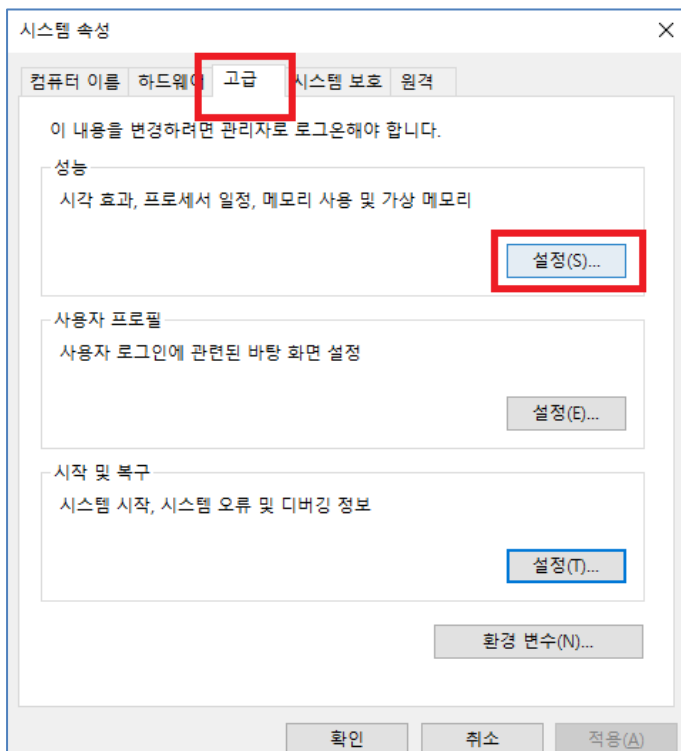 시스템 속성
컴퓨터 이름 하드웨어 고급 시스템 보호 원격
이 내용을 변경하려면 관리자로 로그온해야 합니다.
성능
시각 효과, 프로세서 일정, 메모리 사용 및 가상 메모리
설정(S)...
사용자 프로필
사용자 로그인에 관련된 바탕 화면 설정
설정(E)...
시작 및 복구
시스템 시작, 시스템 오류 및 디버깅 정보
설정(T)...
환경 변수(N)...
확인 취소 적용(A)